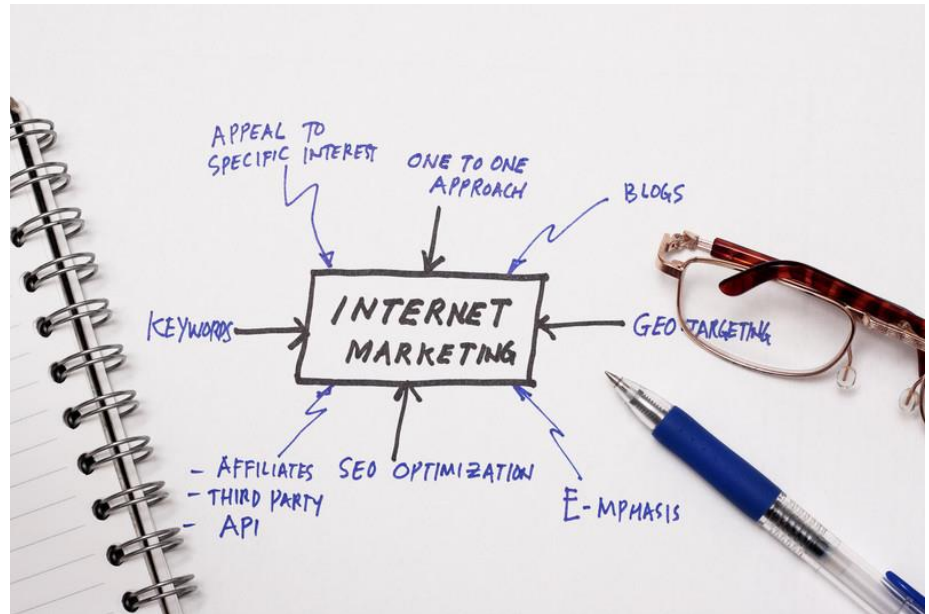 APPEAL TO
SPECIFIC INTEREST
ONE TO ONE
APPROACH
BLOGS
KEYWORDS
INTERNET
MARKETING
GEO TARGETING
- AFFILIATES
- THIRD PARTY
- API
SEO OPTIMIZATION
E-MPHASIS